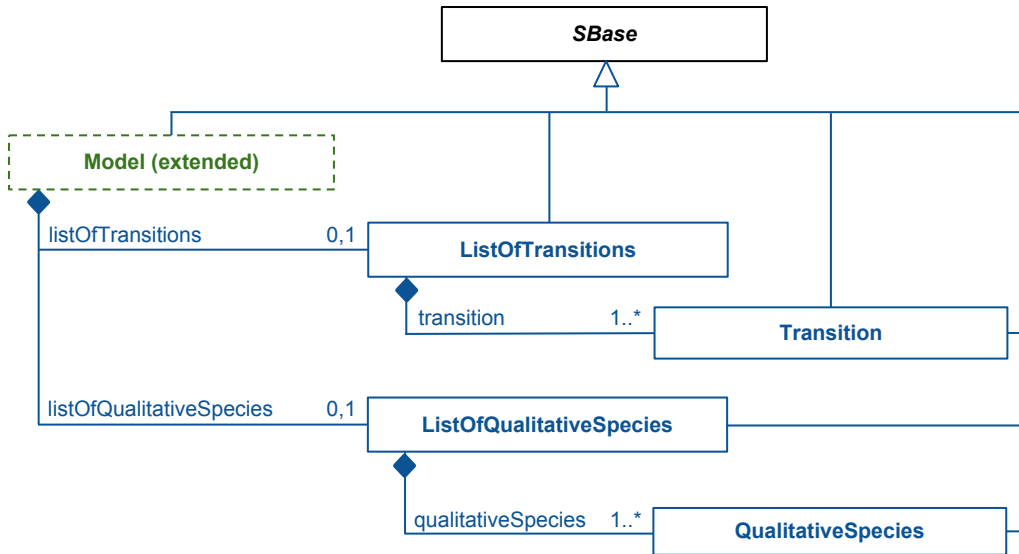 SBase
Model (extended)
listOfTransitions 0,1
ListOfTransitions
transition 1..*
Transition
listOfQualitativeSpecies 0,1
ListOfQualitativeSpecies
qualitativeSpecies 1..*
QualitativeSpecies